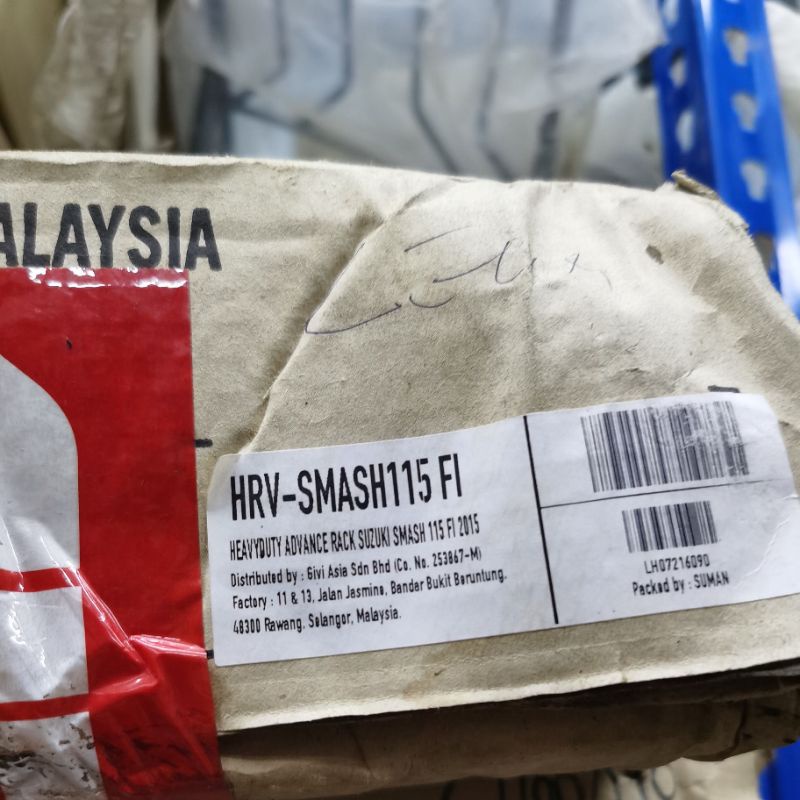 ALAYSIA
HRV-SMASH115 FI
HEAVYDUTY ADVANCE RACK SUZUKI SMASH 115 FI 2015
Distributed by : Givi Asia Sdn Bhd (Co. No. 253867-M)
Factory : 11 & 13, Jalan Jasmine, Bandar Bukit Beruntung,
48300 Rawang, Selangor, Malaysia.
LH07216090
Packed by : SUMAN